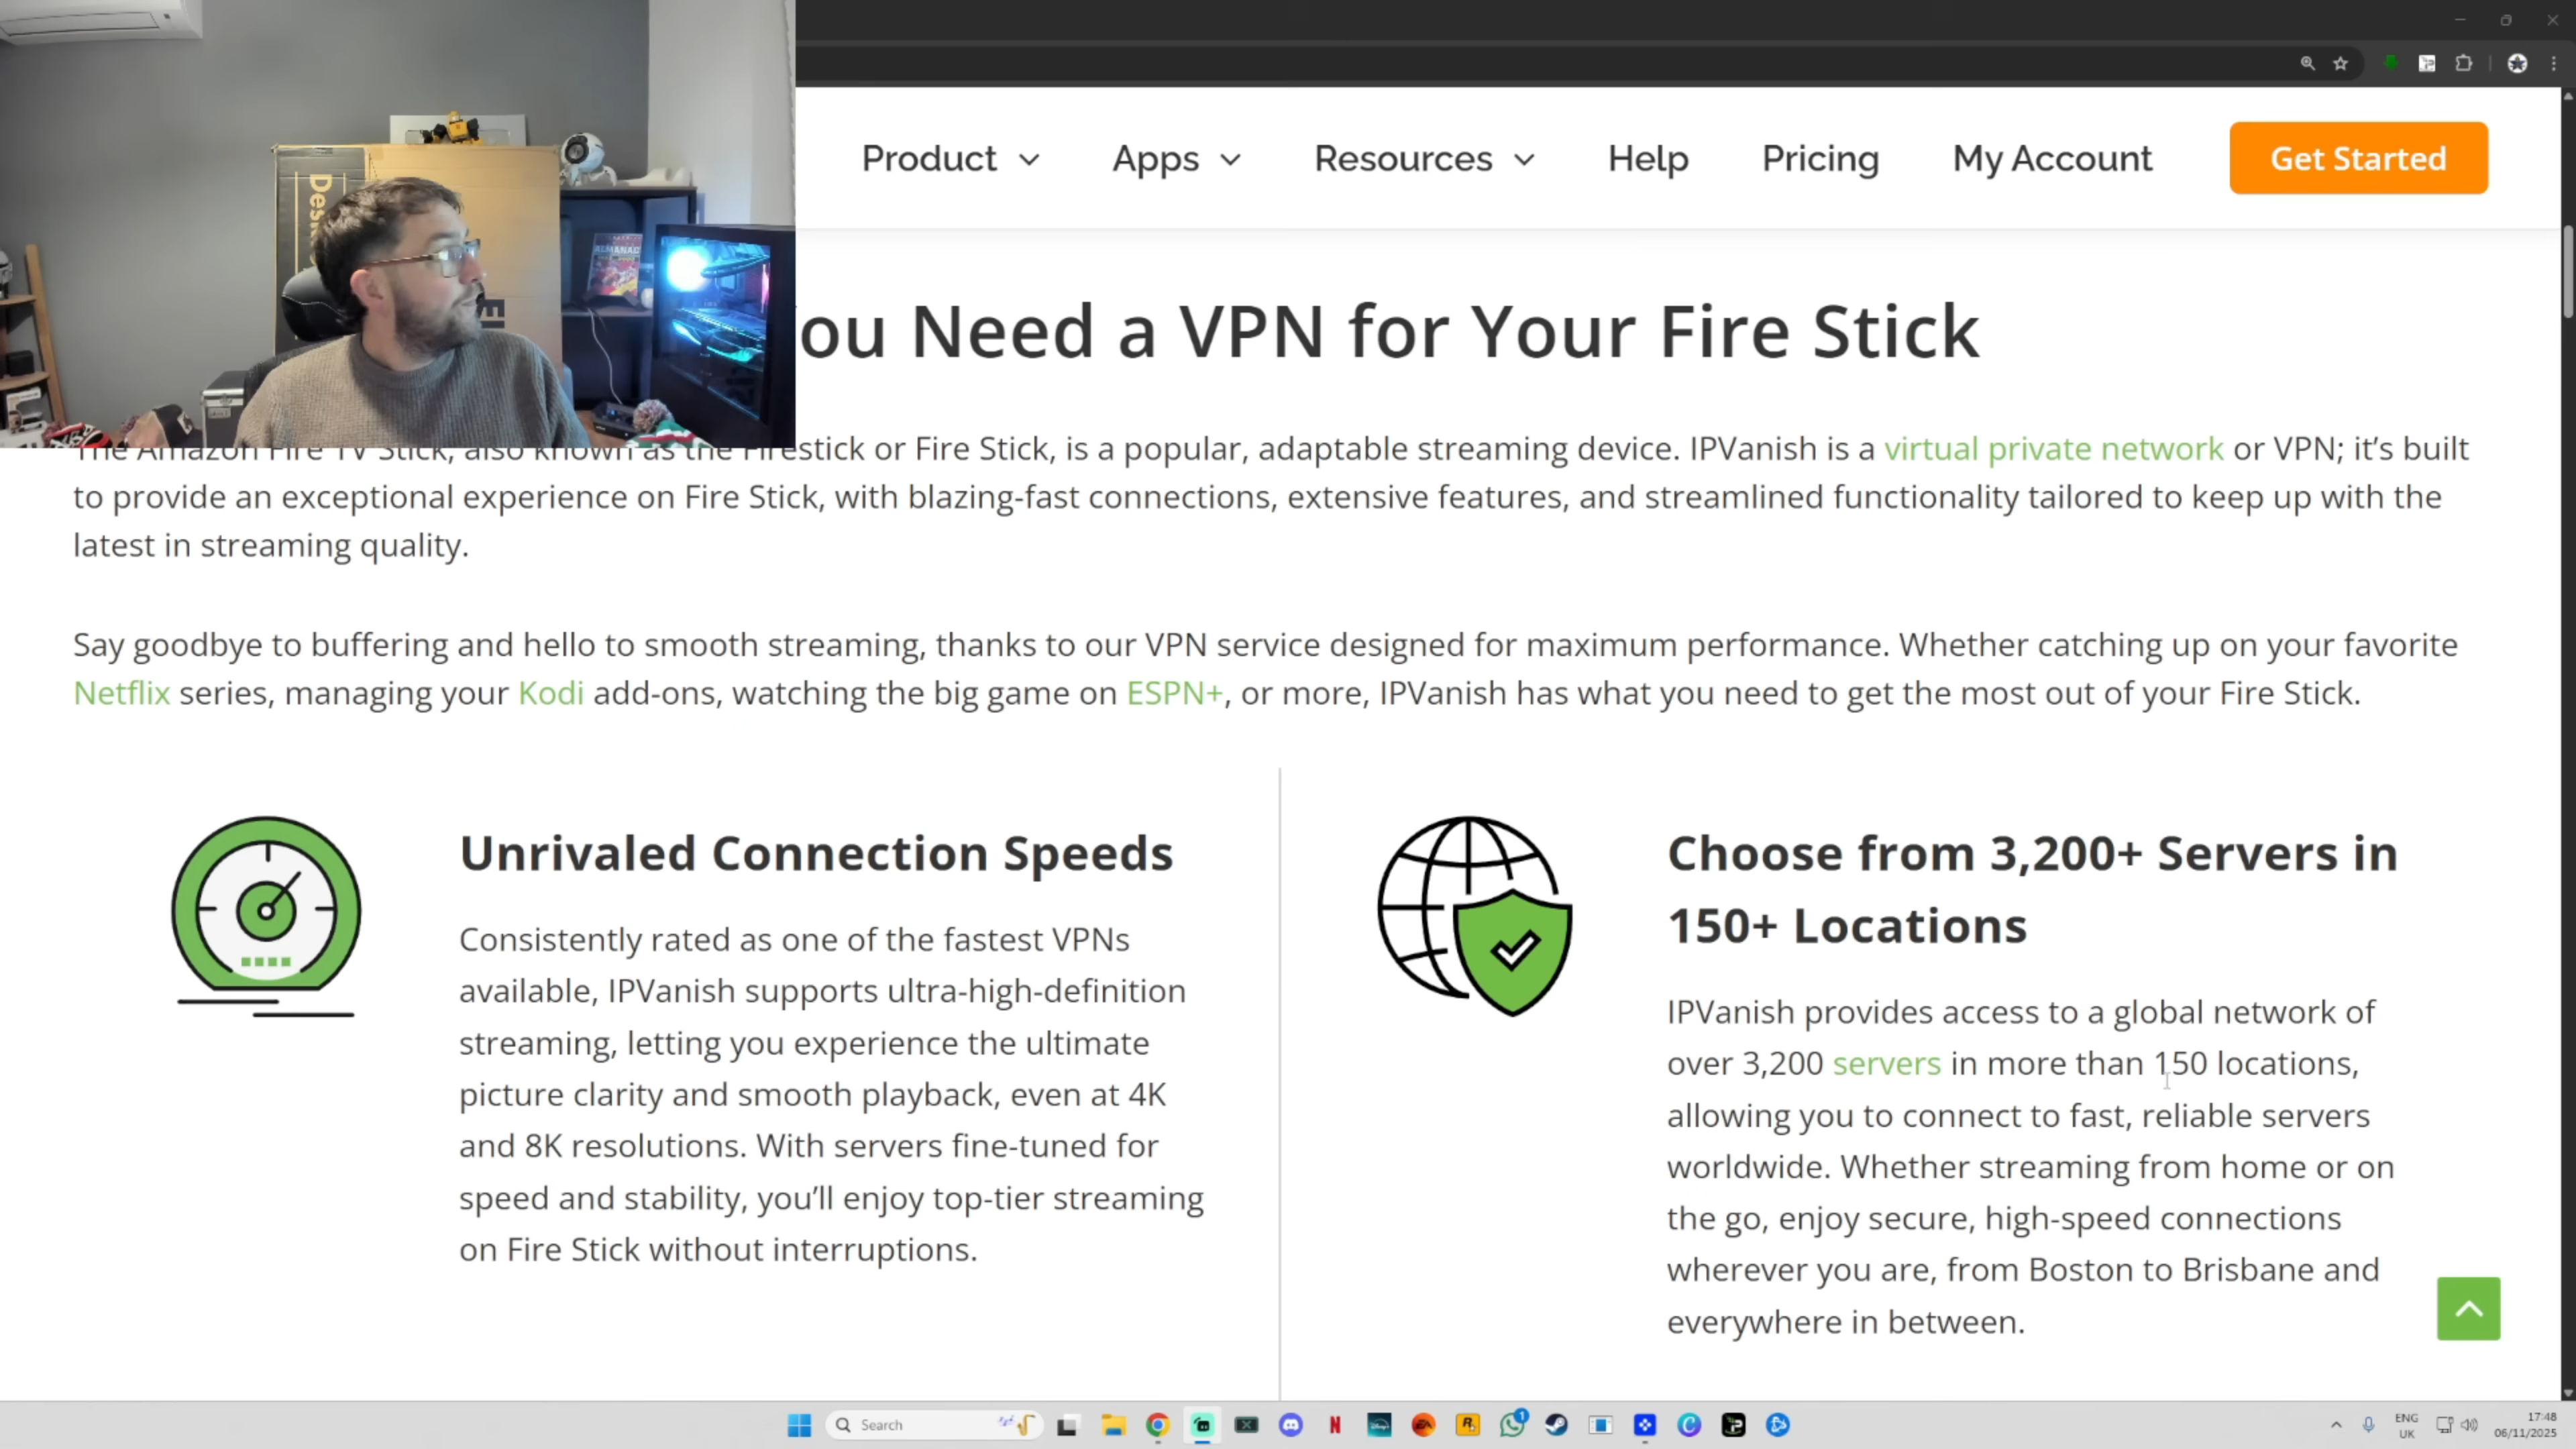 Product
Apps
Resources
Help
Pricing
My Account
Get Started
ou Need a VPN for Your Fire Stick
The Amazon Fire TV Stick, also known as the Firestick or Fire Stick, is a popular, adaptable streaming device. IPVanish is a virtual private network or VPN; it’s built
to provide an exceptional experience on Fire Stick, with blazing-fast connections, extensive features, and streamlined functionality tailored to keep up with the
latest in streaming quality.
Say goodbye to buffering and hello to smooth streaming, thanks to our VPN service designed for maximum performance. Whether catching up on your favorite
Netflix series, managing your Kodi add-ons, watching the big game on ESPN+, or more, IPVanish has what you need to get the most out of your Fire Stick.
Unrivaled Connection Speeds
Consistently rated as one of the fastest VPNs
available, IPVanish supports ultra-high-definition
streaming, letting you experience the ultimate
picture clarity and smooth playback, even at 4K
and 8K resolutions. With servers fine-tuned for
speed and stability, you’ll enjoy top-tier streaming
on Fire Stick without interruptions.
Choose from 3,200+ Servers in
150+ Locations
IPVanish provides access to a global network of
over 3,200 servers in more than 150 locations,
allowing you to connect to fast, reliable servers
worldwide. Whether streaming from home or on
the go, enjoy secure, high-speed connections
wherever you are, from Boston to Brisbane and
everywhere in between.
ALMANAC
Search
ENG
UK
17:48
06/11/2025